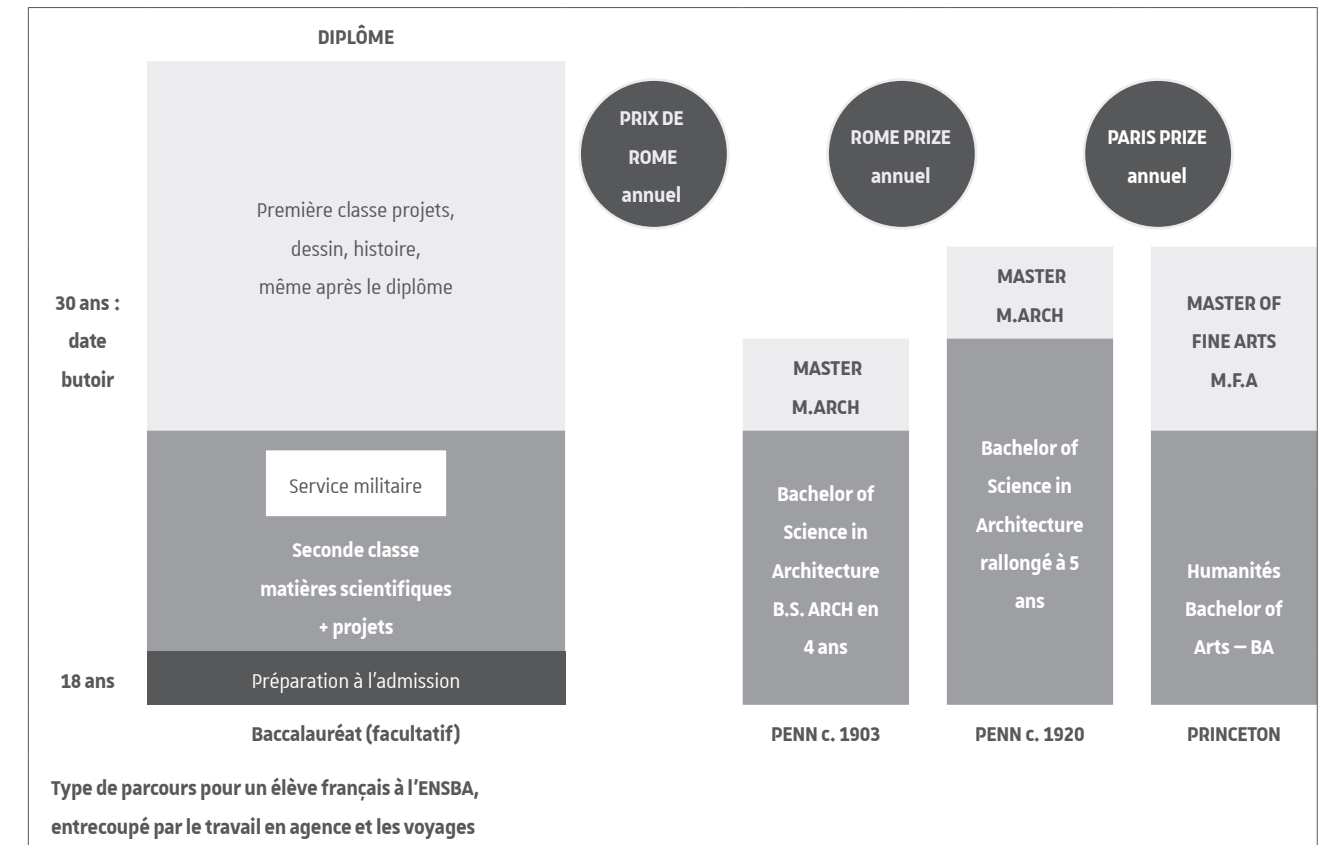 DIPLÔME
Première classe projets,
dessin, histoire,
même après le diplôme
30 ans :
date
butoir
Service militaire
Seconde classe
matières scientifiques
+ projets
18 ans
Préparation à l'admission
Baccalauréat (facultatif)
PRIX DE
ROME
annuel
ROME PRIZE
annuel
PARIS PRIZE
annuel
MASTER
M.ARCH
Bachelor of
Science in
Architecture
B.S. ARCH en
4 ans
PENN c. 1903
MASTER
M.ARCH
Bachelor of
Science in
Architecture
rallongé à 5
ans
PENN c. 1920
MASTER OF
FINE ARTS
M.F.A
Humanités
Bachelor of
Arts – BA
PRINCETON
Type de parcours pour un élève français à l'ENSBA,
entrecoupé par le travail en agence et les voyages